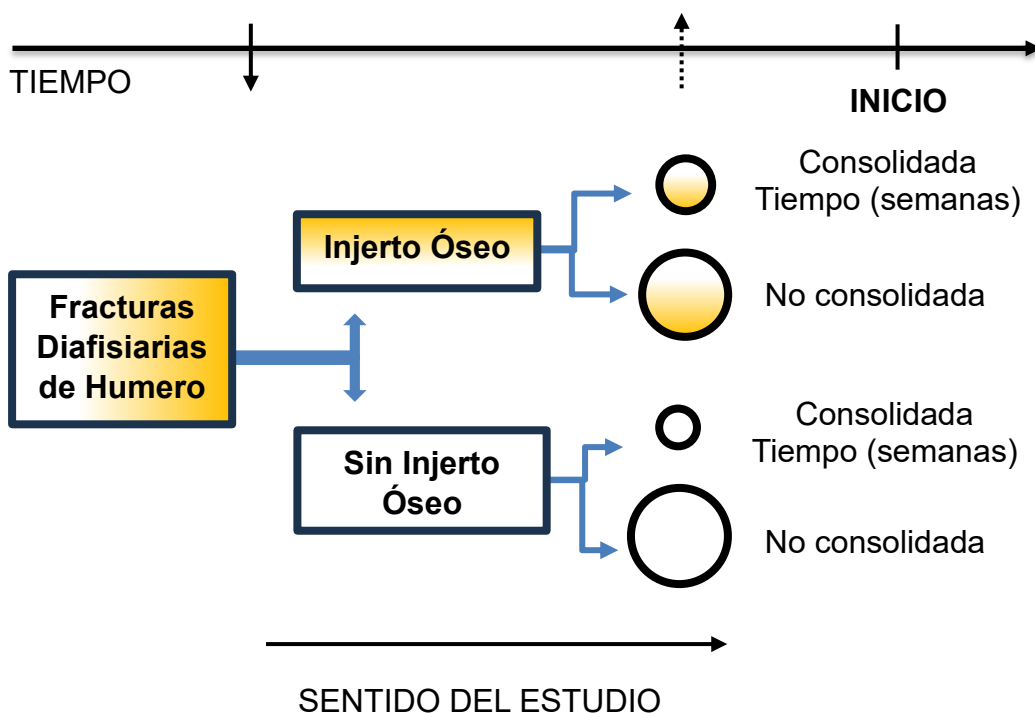 TIEMPO
INICIO
Consolidada
Tiempo (semanas)
Injerto Óseo
No consolidada
Fracturas
Diafisiarias
de Humero
Consolidada
Tiempo (semanas)
Sin Injerto
Óseo
No consolidada
SENTIDO DEL ESTUDIO